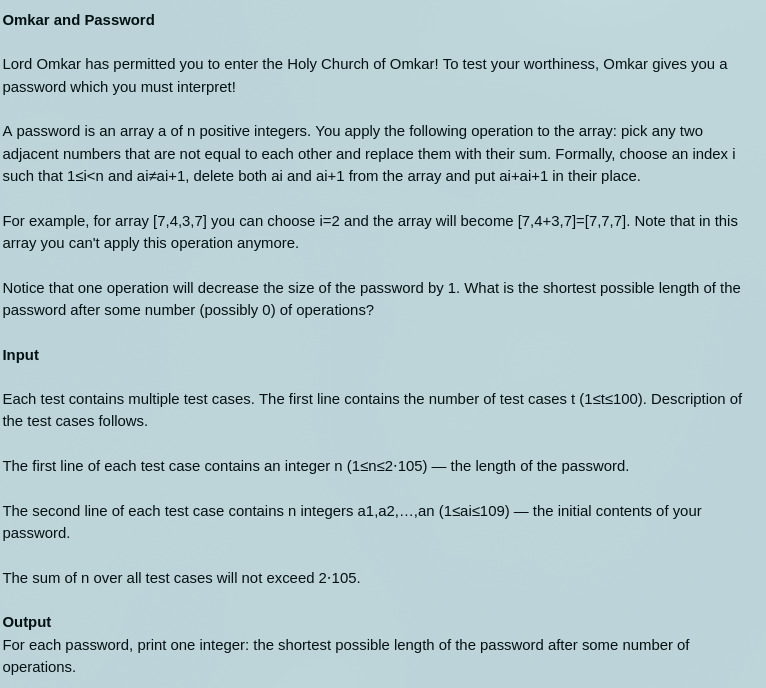 Omkar and Password
Lord Omkar has permitted you to enter the Holy Church of Omkar! To test your worthiness, Omkar gives you a
password which you must interpret!
A password is an array a of n positive integers. You apply the following operation to the array: pick any two
adjacent numbers that are not equal to each other and replace them with their sum. Formally, choose an index i
such that 1≤i<n and ai≠ai+1, delete both ai and ai+1 from the array and put ai+ai+1 in their place.
For example, for array [7,4,3,7] you can choose i=2 and the array will become [7,4+3,7]=[7,7,7]. Note that in this
array you can't apply this operation anymore.
Notice that one operation will decrease the size of the password by 1. What is the shortest possible length of the
password after some number (possibly 0) of operations?
Input
Each test contains multiple test cases. The first line contains the number of test cases t (1≤t≤100). Description of
the test cases follows.
The first line of each test case contains an integer n (1≤n≤2⋅105) — the length of the password.
The second line of each test case contains n integers a1,a2,…,an (1≤ai≤109) — the initial contents of your
password.
The sum of n over all test cases will not exceed 2⋅105.
Output
For each password, print one integer: the shortest possible length of the password after some number of
operations.